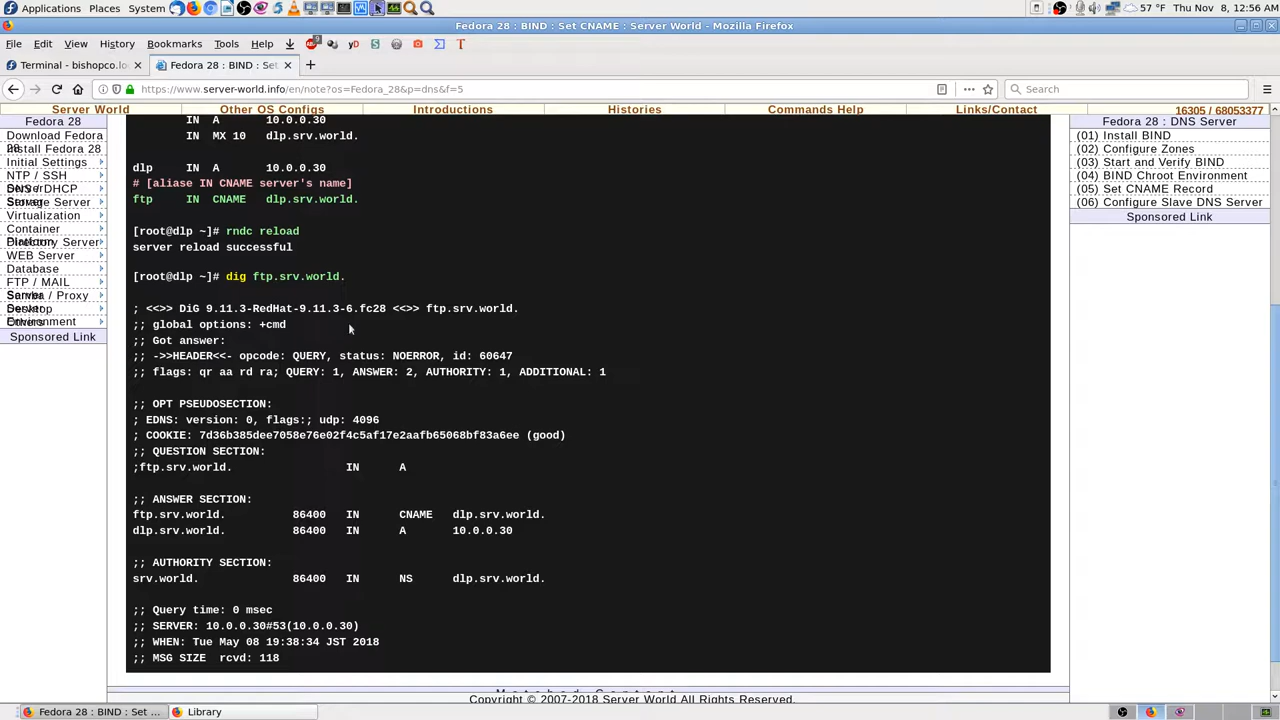 Applications Places System 57 °F Thu Nov 8, 12:56 AM
Fedora 28 : BIND : Set CNAME : Server World - Mozilla Firefox
File Edit View History Bookmarks Tools Help
Terminal - bishopco.lo
Fedora 28 : BIND : Set
https://www.server-world.info/en/note?os=Fedora_28&p=dns&f=5
Search
Server World Other OS Configs Introductions Histories Commands Help Links/Contact 16305 / 68053377
Fedora 28
Download Fedora 28
Install Fedora 28
Initial Settings
NTP / SSH Server
DNS / DHCP
Storage Server
Virtualization
Container Platform
Directory Server
WEB Server
Database
FTP / MAIL Server
Samba / Proxy
Desktop Environment
Others
Sponsored Link
IN A 10.0.0.30
IN MX 10 dlp.srv.world.
dlp IN A 10.0.0.30
# [aliase IN CNAME server's name]
ftp IN CNAME dlp.srv.world.
[root@dlp ~]# rndc reload
server reload successful
[root@dlp ~]# dig ftp.srv.world.
; <<>> DiG 9.11.3-RedHat-9.11.3-6.fc28 <<>> ftp.srv.world.
;; global options: +cmd
;; Got answer:
;; ->>HEADER<<- opcode: QUERY, status: NOERROR, id: 60647
;; flags: qr aa rd ra; QUERY: 1, ANSWER: 2, AUTHORITY: 1, ADDITIONAL: 1
;; OPT PSEUDOSECTION:
; EDNS: version: 0, flags:; udp: 4096
; COOKIE: 7d36b385dee7058e76e02f4c5af17e2aafb65068bf83a6ee (good)
;; QUESTION SECTION:
;ftp.srv.world. IN A
;; ANSWER SECTION:
ftp.srv.world. 86400 IN CNAME dlp.srv.world.
dlp.srv.world. 86400 IN A 10.0.0.30
;; AUTHORITY SECTION:
srv.world. 86400 IN NS dlp.srv.world.
;; Query time: 0 msec
;; SERVER: 10.0.0.30#53(10.0.0.30)
;; WHEN: Tue May 08 19:38:34 JST 2018
;; MSG SIZE rcvd: 118
Fedora 28 : DNS Server
(01) Install BIND
(02) Configure Zones
(03) Start and Verify BIND
(04) BIND Chroot Environment
(05) Set CNAME Record
(06) Configure Slave DNS Server
Sponsored Link
Copyright © 2007-2018 Server World All Rights Reserved.
Fedora 28 : BIND : Set ...
Library